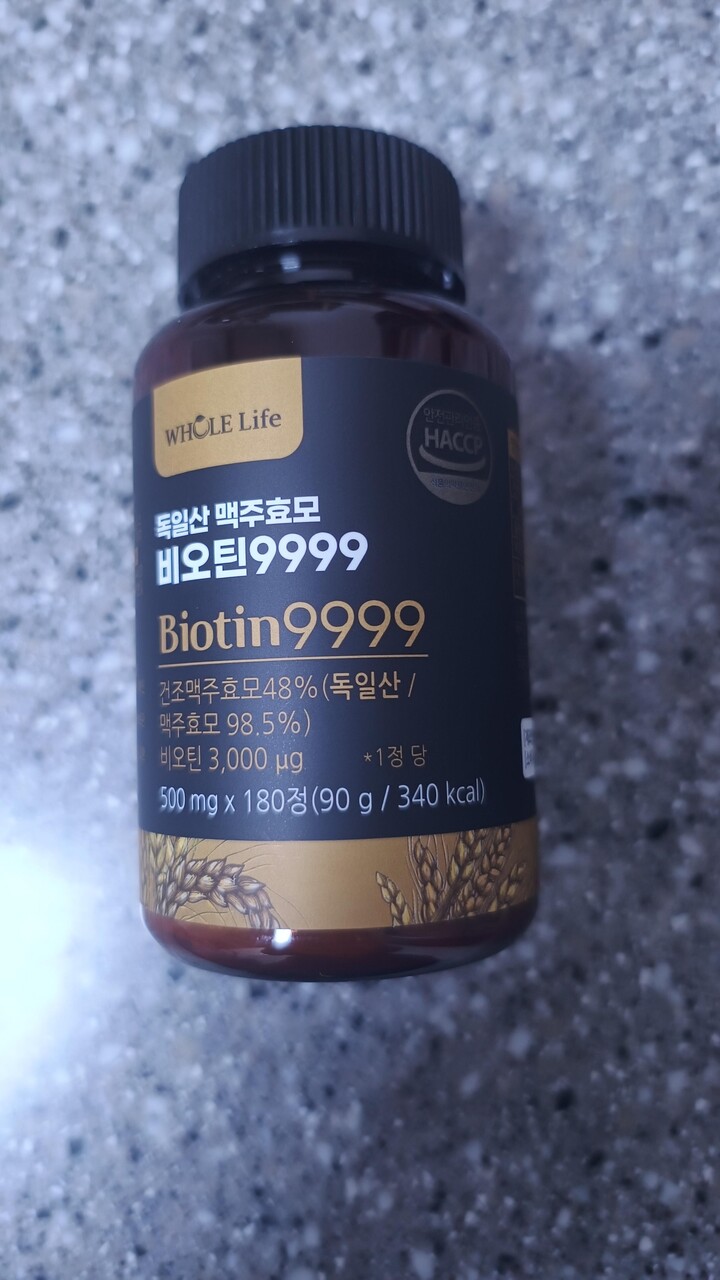 WHOLE Life
HACCP
독일산 맥주효모
비오틴9999
Biotin9999
건조맥주효모48%(독일산 /
맥주효모 98.5%)
비오틴 3,000 µg *1정 당
500 mg x 180정(90 g / 340 kcal)